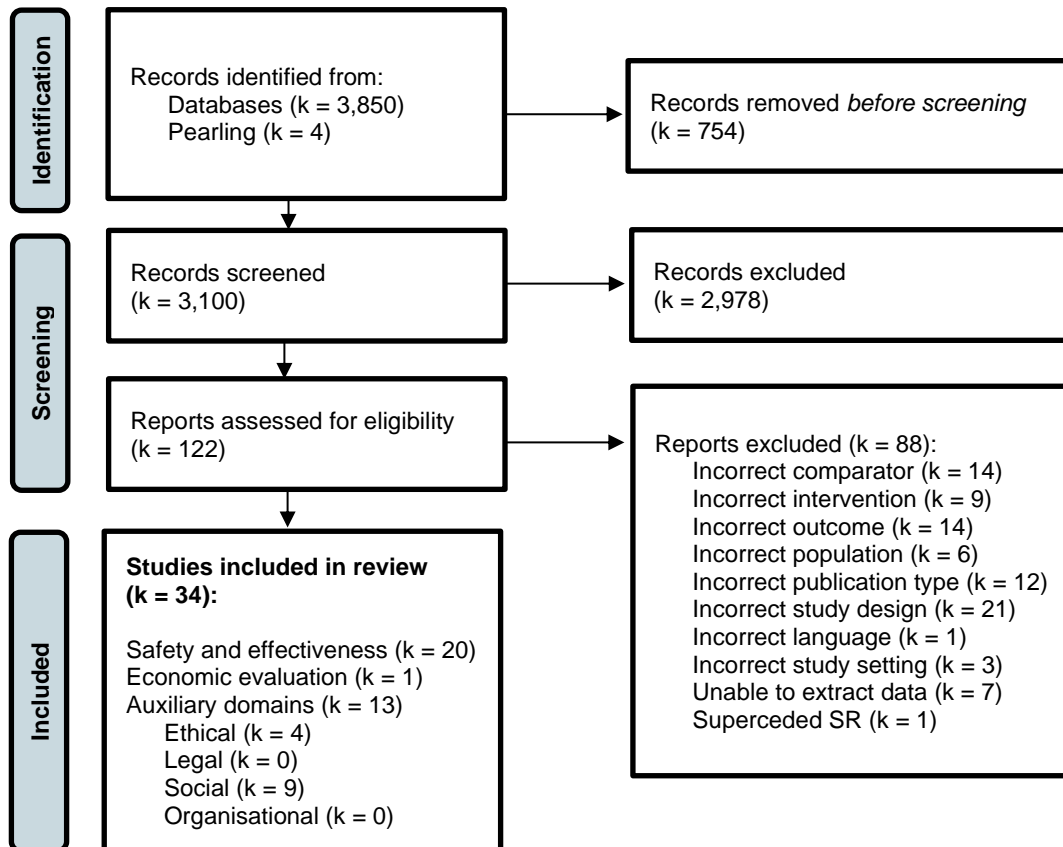 Identification
Records identified from:
Databases (k = 3,850)
Pearling (k = 4)
Records removed before screening
(k = 754)
Screening
Records screened
(k = 3,100)
Records excluded
(k = 2,978)
Reports assessed for eligibility
(k = 122)
Reports excluded (k = 88):
Incorrect comparator (k = 14)
Incorrect intervention (k = 9)
Incorrect outcome (k = 14)
Incorrect population (k = 6)
Incorrect publication type (k = 12)
Incorrect study design (k = 21)
Incorrect language (k = 1)
Incorrect study setting (k = 3)
Unable to extract data (k = 7)
Superceded SR (k = 1)
Included
Studies included in review
(k = 34):
Safety and effectiveness (k = 20)
Economic evaluation (k = 1)
Auxiliary domains (k = 13)
Ethical (k = 4)
Legal (k = 0)
Social (k = 9)
Organisational (k = 0)